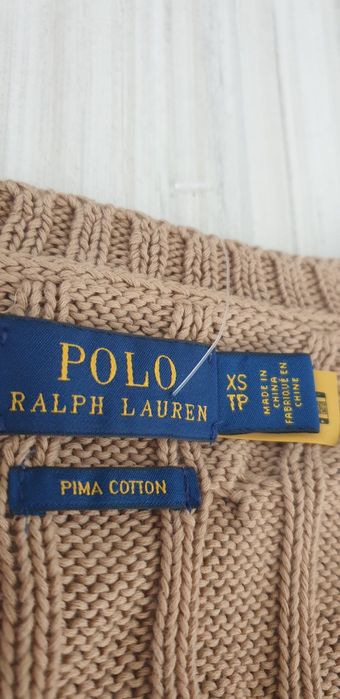 POLO
RALPH LAUREN
XS
TP
MADE IN
CHINA
FABRIQUÉ EN
CHINE
PIMA COTTON